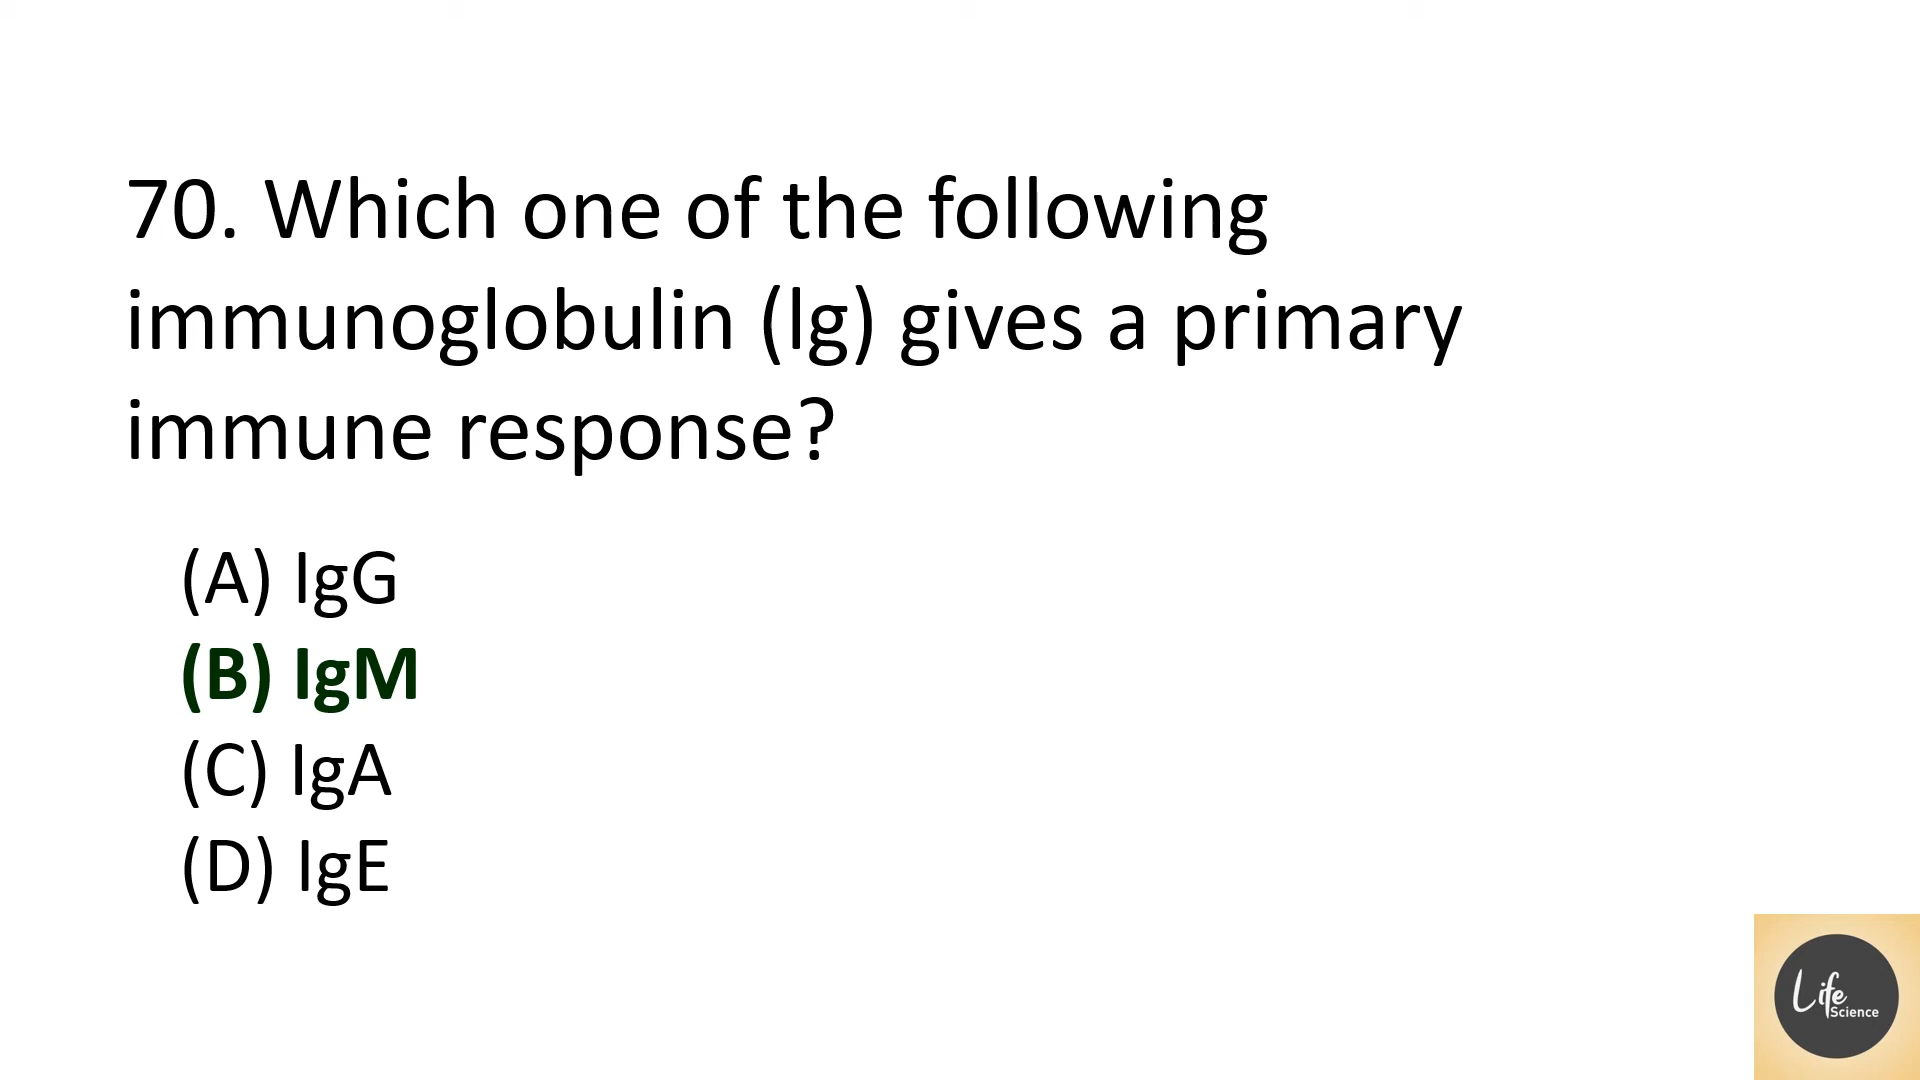 70. Which one of the following
immunoglobulin (Ig) gives a primary
immune response?
(A) IgG
(B) IgM
(C) IgA
(D) IgE
Life
Science